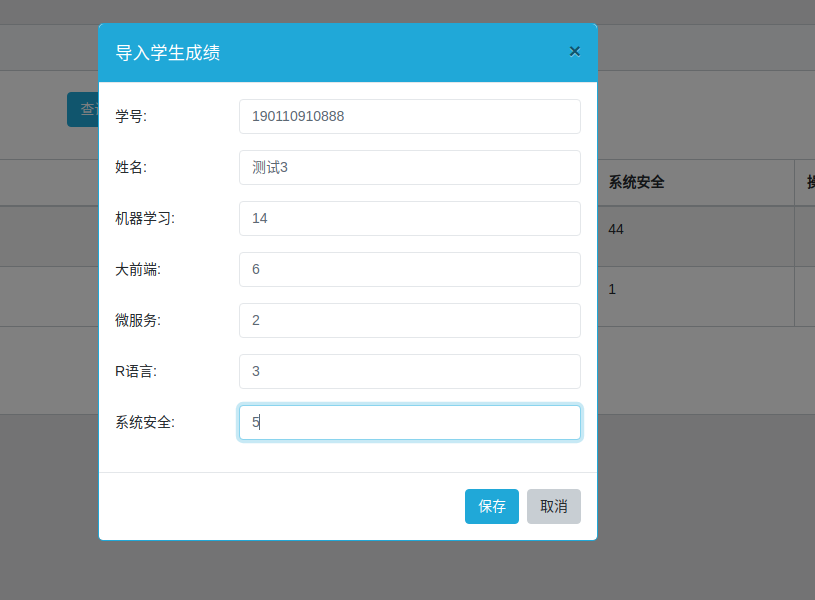 导入学生成绩 ×
学号: 190110910888
姓名: 测试3
机器学习: 14
大前端: 6
微服务: 2
R语言: 3
系统安全: 5
保存 取消
查
系统安全
44
1